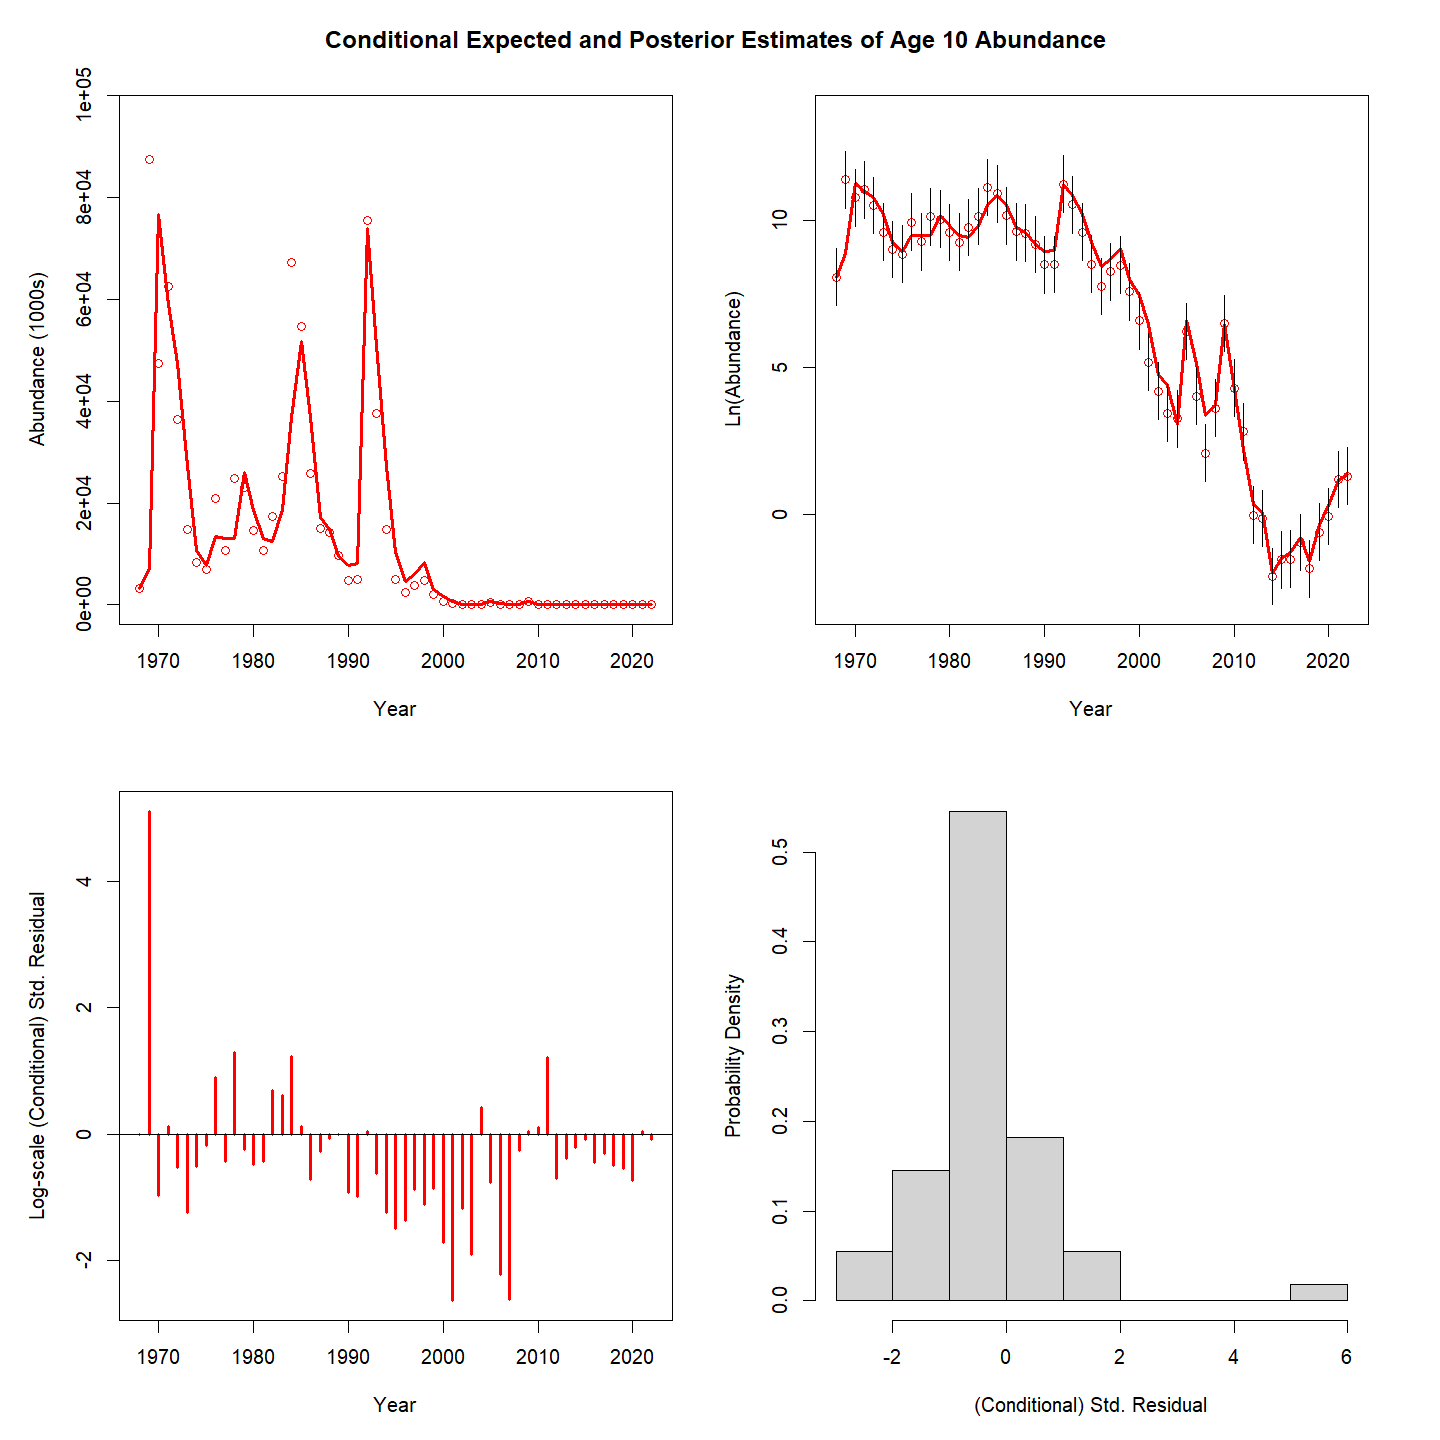 Conditional Expected and Posterior Estimates of Age 10 Abundance
Abundance (1000s)
0e+00 2e+04 4e+04 6e+04 8e+04 1e+05
1970 1980 1990 2000 2010 2020
Year
Ln(Abundance)
0 5 10
1970 1980 1990 2000 2010 2020
Year
Log-scale (Conditional) Std. Residual
-2 0 2 4
1970 1980 1990 2000 2010 2020
Year
Probability Density
0.0 0.1 0.2 0.3 0.4 0.5
-2 0 2 4 6
(Conditional) Std. Residual